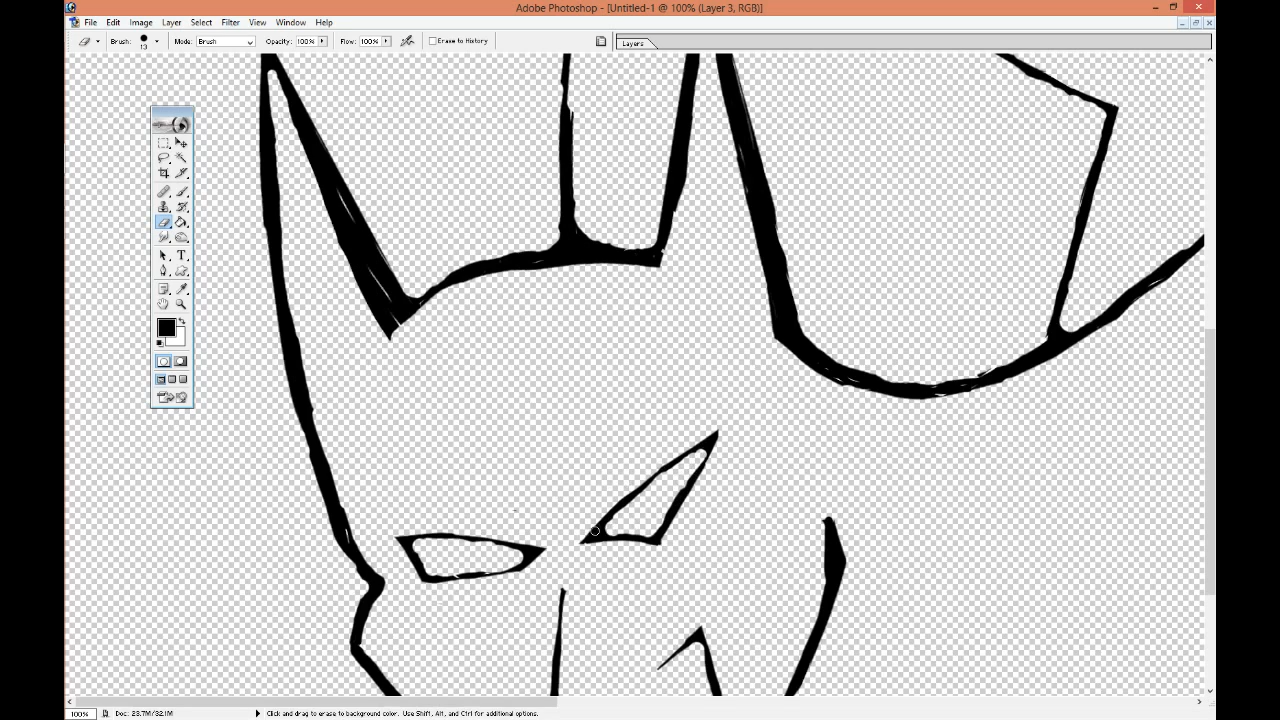 Adobe Photoshop - [Untitled-1 @ 100% (Layer 3, RGB)]
File Edit Image Layer Select Filter View Window Help
Brush: 13 Mode: Brush Opacity: 100% Flow: 100% Erase to History Layers
T
100% Doc: 23.7M/32.1M Click and drag to erase to background color. Use Shift, Alt, and Ctrl for additional options.